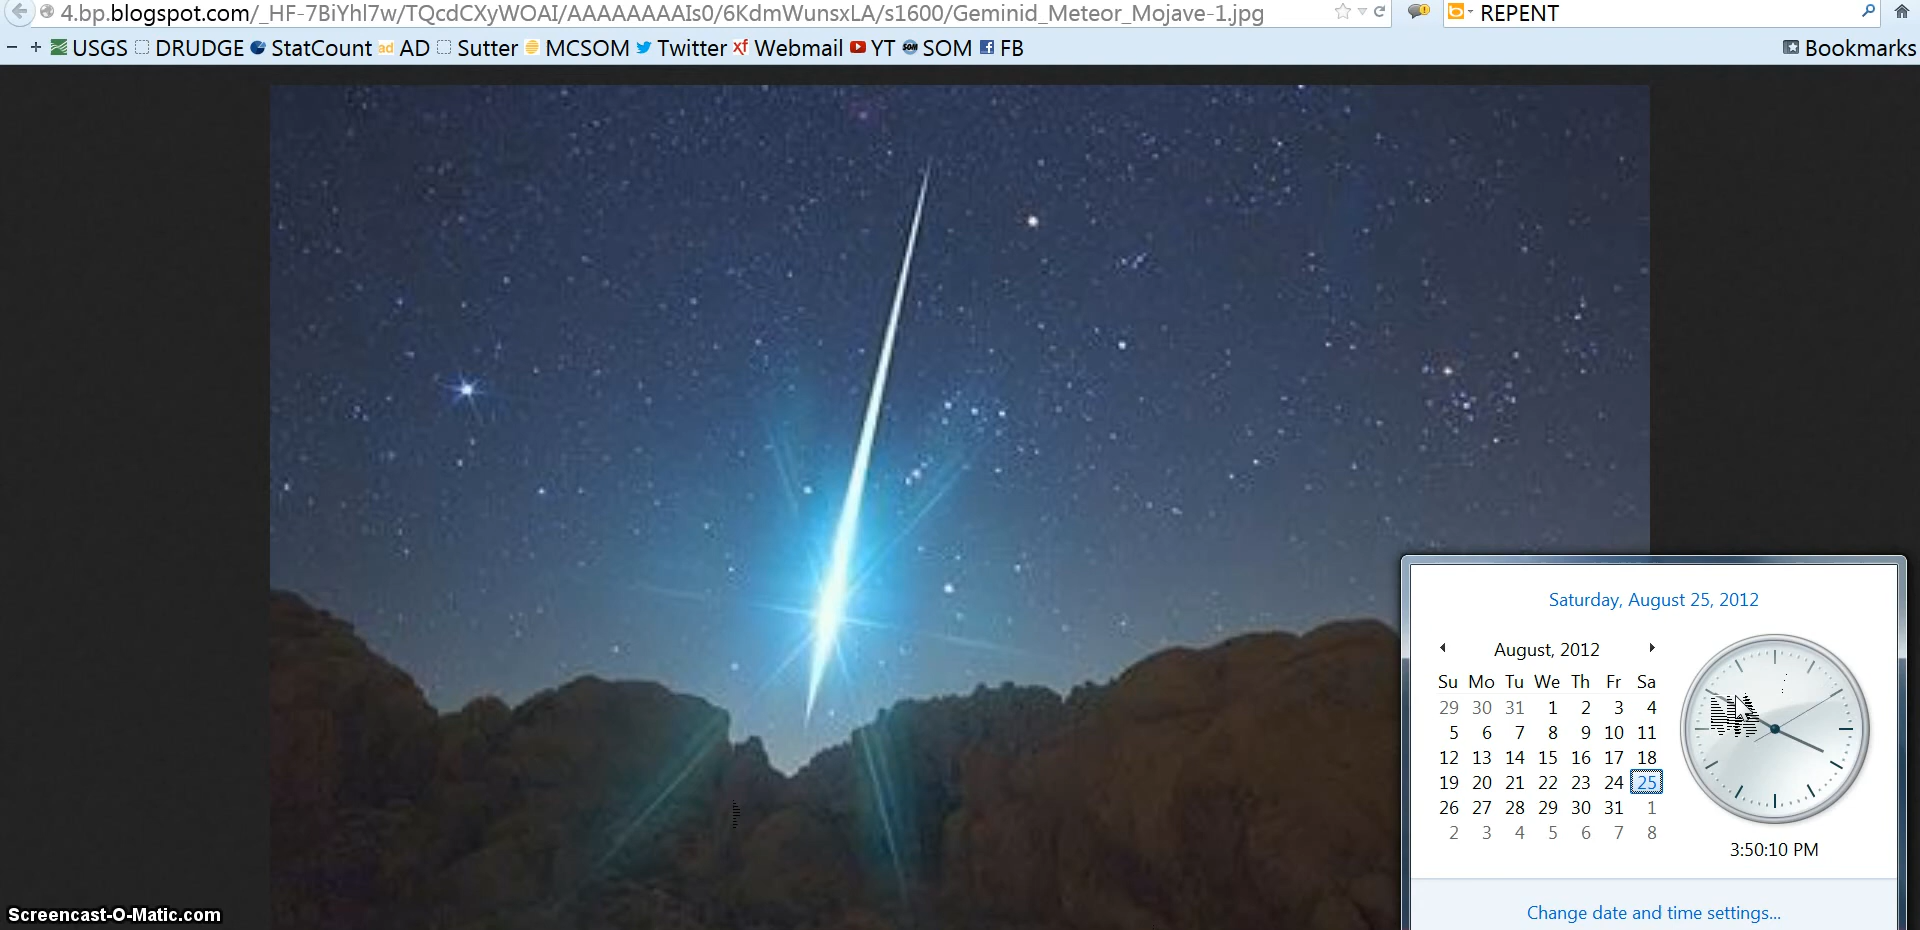 4.bp.blogspot.com/_HF-7BiYhl7w/TQcdCXyWOAI/AAAAAAAAIs0/6KdmWunsxLA/s1600/Geminid_Meteor_Mojave-1.jpg REPENT
USGS DRUDGE StatCount ad AD Sutter MCSOM Twitter xf Webmail YT SOM SOM FB Bookmarks
Saturday, August 25, 2012
August, 2012
Su Mo Tu We Th Fr Sa
29 30 31 1 2 3 4
5 6 7 8 9 10 11
12 13 14 15 16 17 18
19 20 21 22 23 24 25
26 27 28 29 30 31 1
2 3 4 5 6 7 8
3:50:10 PM
Change date and time settings...
Screencast-O-Matic.com